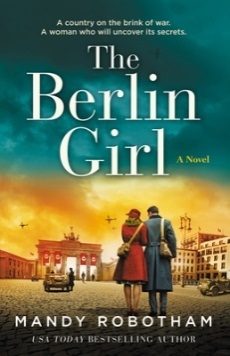 A country on the brink of war.
A woman who will uncover its secrets.
The
Berlin
Girl
A Novel
MANDY ROBOTHAM
USA TODAY BESTSELLING AUTHOR